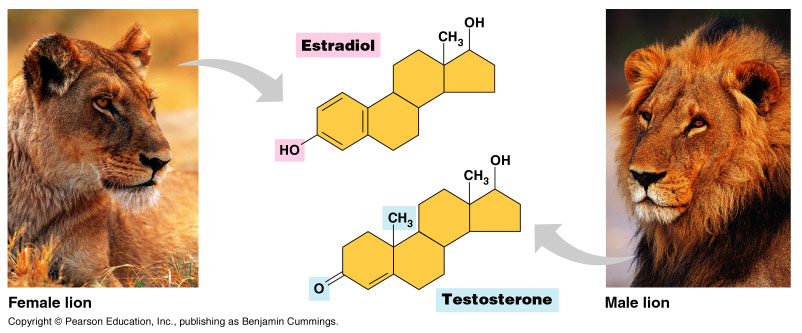 Estradiol
OH
CH₃
HO
OH
CH₃
CH₃
O
Testosterone
Female lion
Male lion
Copyright © Pearson Education, Inc., publishing as Benjamin Cummings.